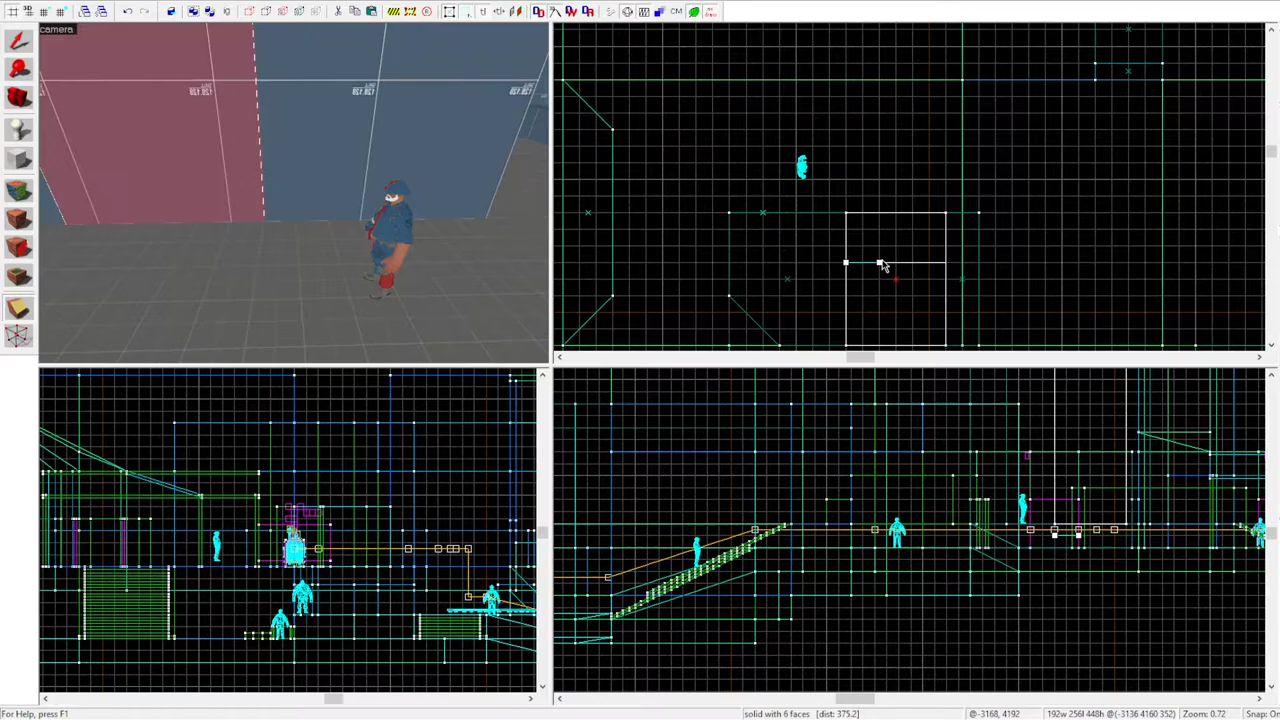 camera
For Help, press F1
solid with 6 faces [dist: 375.2]
@-3168, 4192
192w 256l 448h @(-3136 4160 352)
Zoom: 0.72
Snap: On